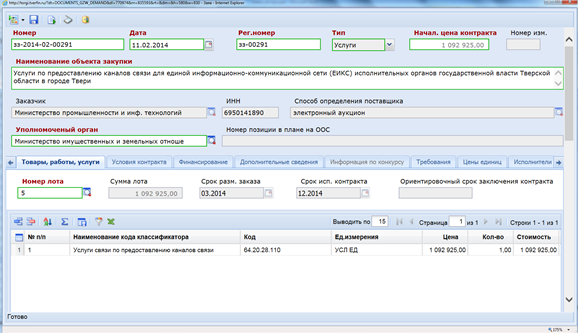 Заявка - Internet Explorer
Номер Дата Рег.номер Тип Начал. цена контракта Номер изм.
зз-2014-02-00291 11.02.2014 зз-00291 Услуги 1 092 925,00
Наименование объекта закупки
Услуги по предоставлению каналов связи для единой информационно-коммуникационной сети (ЕИКС) исполнительных органов государственной власти Тверской
области в городе Твери
Заказчик ИНН Способ определения поставщика
Министерство промышленности и инф. технологий 6950141890 электронный аукцион
Уполномоченный орган Номер позиции в плане на ООС
Министерство имущественных и земельных отноше
Товары, работы, услуги Условия контракта Финансирование Дополнительные сведения Информация по конкурсу Требования Цены единиц Исполнители
Номер лота Сумма лота Срок разм. заказа Срок исп. контракта Ориентировочный срок заключения контракта
5 1 092 925,00 03.2014 12.2014
Выводить по 15 Страница 1 из 1 Строки 1 - 1 из 1
№ п/п Наименование кода классификатора Код Ед.измерения Цена Кол-во Стоимость
1 1 Услуги связи по предоставлению каналов связи 64.20.28.110 УСЛ ЕД 1 092 925,00 1,00 1 092 925,00
Готово